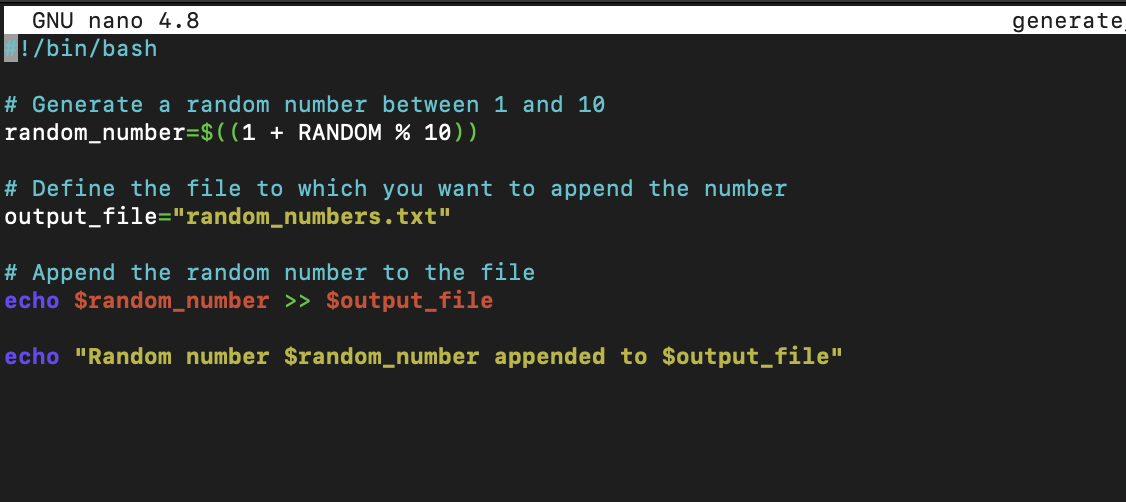 GNU nano 4.8 generate_
#!/bin/bash
# Generate a random number between 1 and 10
random_number=$((1 + RANDOM % 10))
# Define the file to which you want to append the number
output_file="random_numbers.txt"
# Append the random number to the file
echo $random_number >> $output_file
echo "Random number $random_number appended to $output_file"